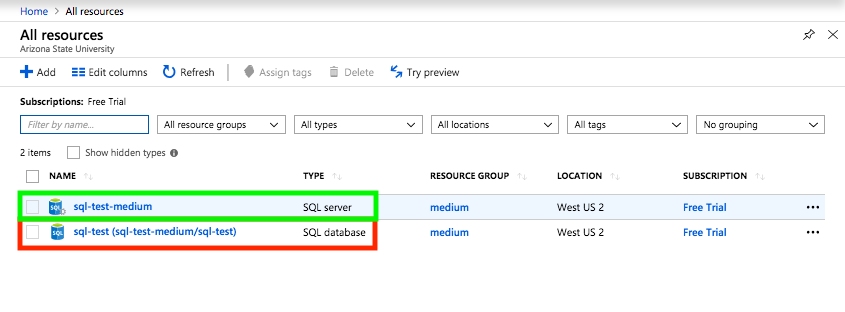 Home > All resources
All resources
Arizona State University
Add Edit columns Refresh Assign tags Delete Try preview
Subscriptions: Free Trial
Filter by name... All resource groups All types All locations All tags No grouping
2 items Show hidden types
NAME TYPE RESOURCE GROUP LOCATION SUBSCRIPTION
SQL sql-test-medium SQL server medium West US 2 Free Trial
SQL sql-test (sql-test-medium/sql-test) SQL database medium West US 2 Free Trial